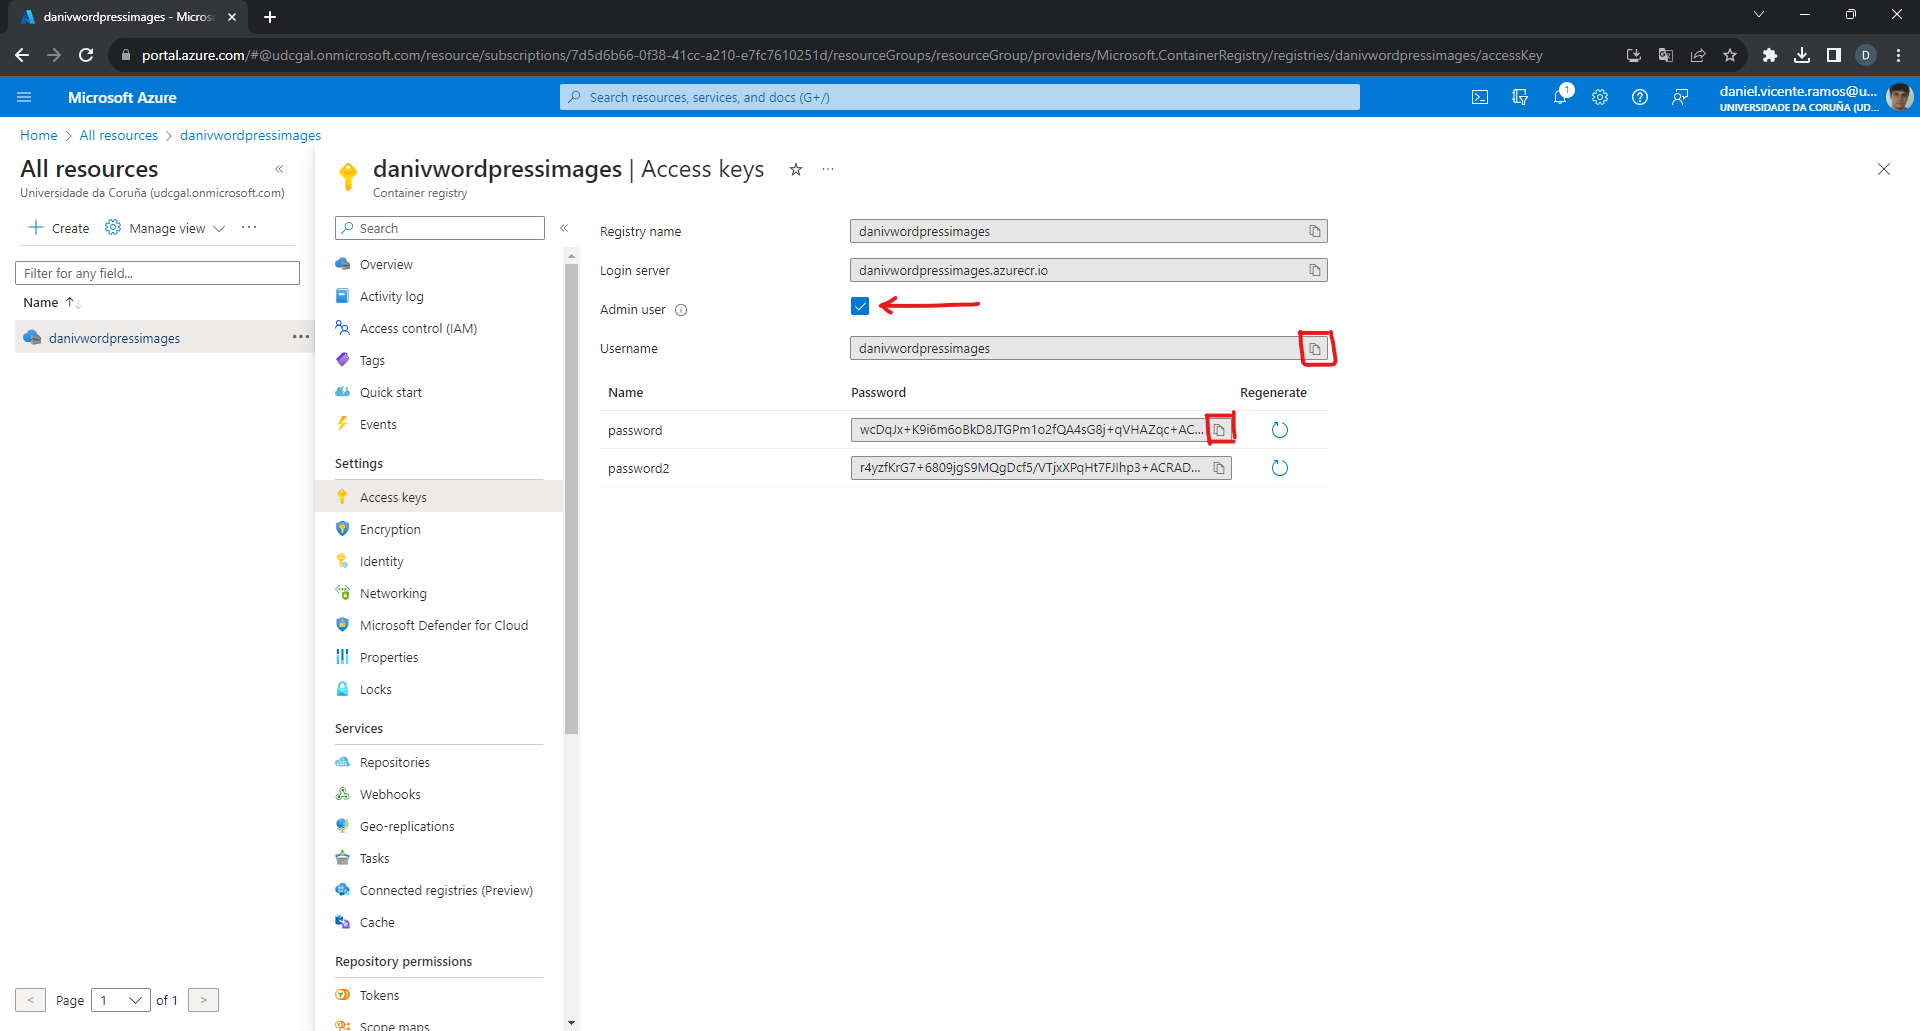 danivwordpressimages - Micros
portal.azure.com/#@udcgal.onmicrosoft.com/resource/subscriptions/7d5d6b66-0f38-41cc-a210-e7fc7610251d/resourceGroups/resourceGroup/providers/Microsoft.ContainerRegistry/registries/danivwordpressimages/accessKey
D
Microsoft Azure
Search resources, services, and docs (G+/)
1
daniel.vicente.ramos@u...
UNIVERSIDADE DA CORUÑA (UD...
Home > All resources > danivwordpressimages
All resources
Universidade da Coruña (udcgal.onmicrosoft.com)
Create
Manage view
Filter for any field...
Name
danivwordpressimages
< Page 1 of 1 >
danivwordpressimages | Access keys
Container registry
Search
Overview
Activity log
Access control (IAM)
Tags
Quick start
Events
Settings
Access keys
Encryption
Identity
Networking
Microsoft Defender for Cloud
Properties
Locks
Services
Repositories
Webhooks
Geo-replications
Tasks
Connected registries (Preview)
Cache
Repository permissions
Tokens
Scope maps
Registry name danivwordpressimages
Login server danivwordpressimages.azurecr.io
Admin user
Username danivwordpressimages
Name Password Regenerate
password wcDqJx+K9i6m6oBkD8JTGPm1o2fQA4sG8j+qVHAZqc+AC...
password2 r4yzfKrG7+6809jgS9MQgDcf5/VTjxXPqHt7FJIhp3+ACRAD...